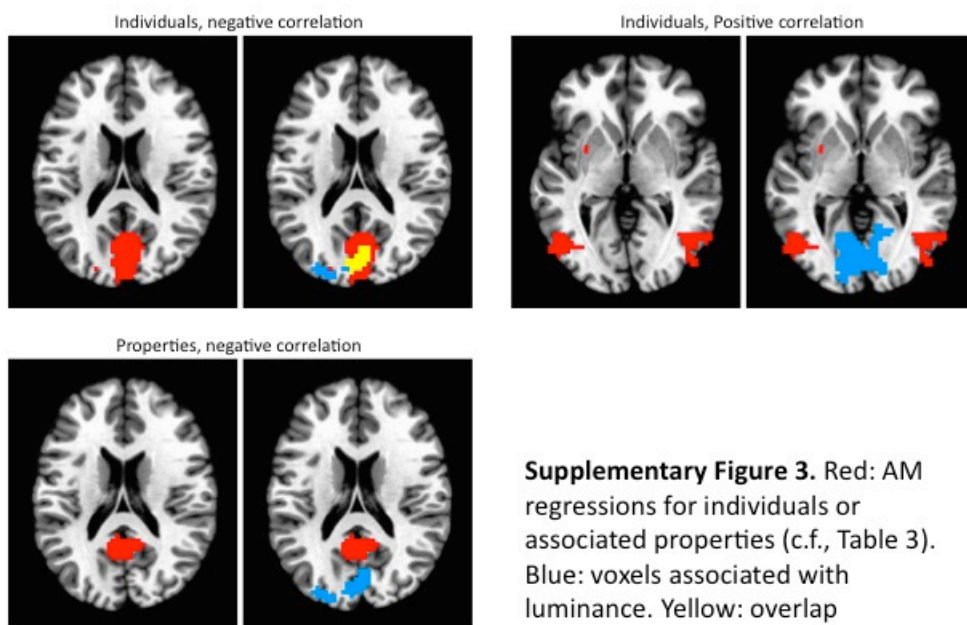 Individuals, negative correlation
Individuals, Positive correlation
Properties, negative correlation
Supplementary Figure 3. Red: AM
regressions for individuals or
associated properties (c.f., Table 3).
Blue: voxels associated with
luminance. Yellow: overlap